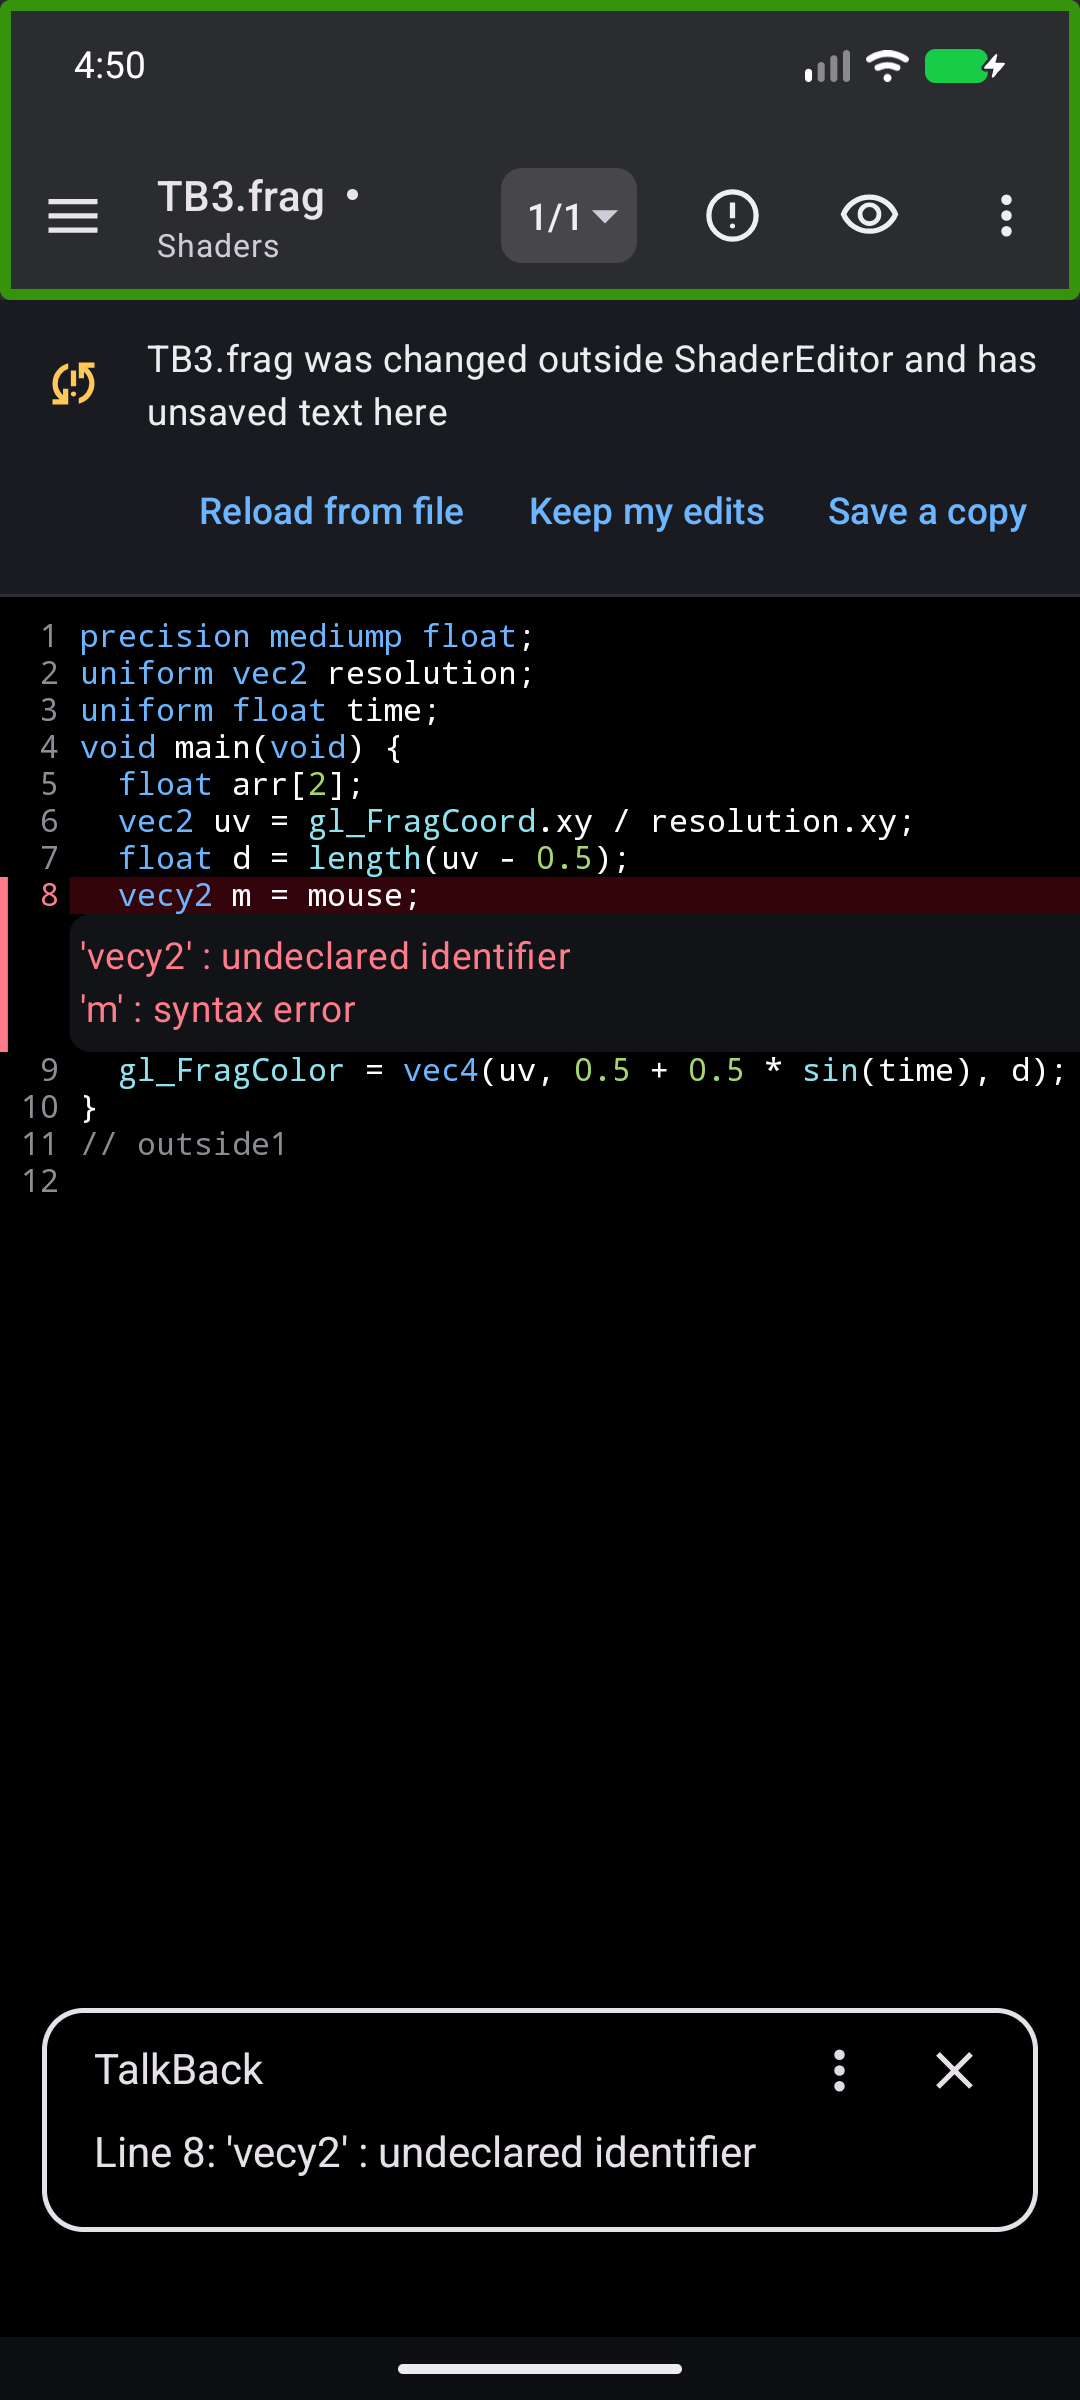 4:50
TB3.frag •
Shaders
1/1
TB3.frag was changed outside ShaderEditor and has
unsaved text here
Reload from file
Keep my edits
Save a copy
1 precision mediump float;
2 uniform vec2 resolution;
3 uniform float time;
4 void main(void) {
5   float arr[2];
6   vec2 uv = gl_FragCoord.xy / resolution.xy;
7   float d = length(uv - 0.5);
8   vecy2 m = mouse;
'vecy2' : undeclared identifier
'm' : syntax error
9   gl_FragColor = vec4(uv, 0.5 + 0.5 * sin(time), d);
10 }
11 // outside1
12
TalkBack
Line 8: 'vecy2' : undeclared identifier